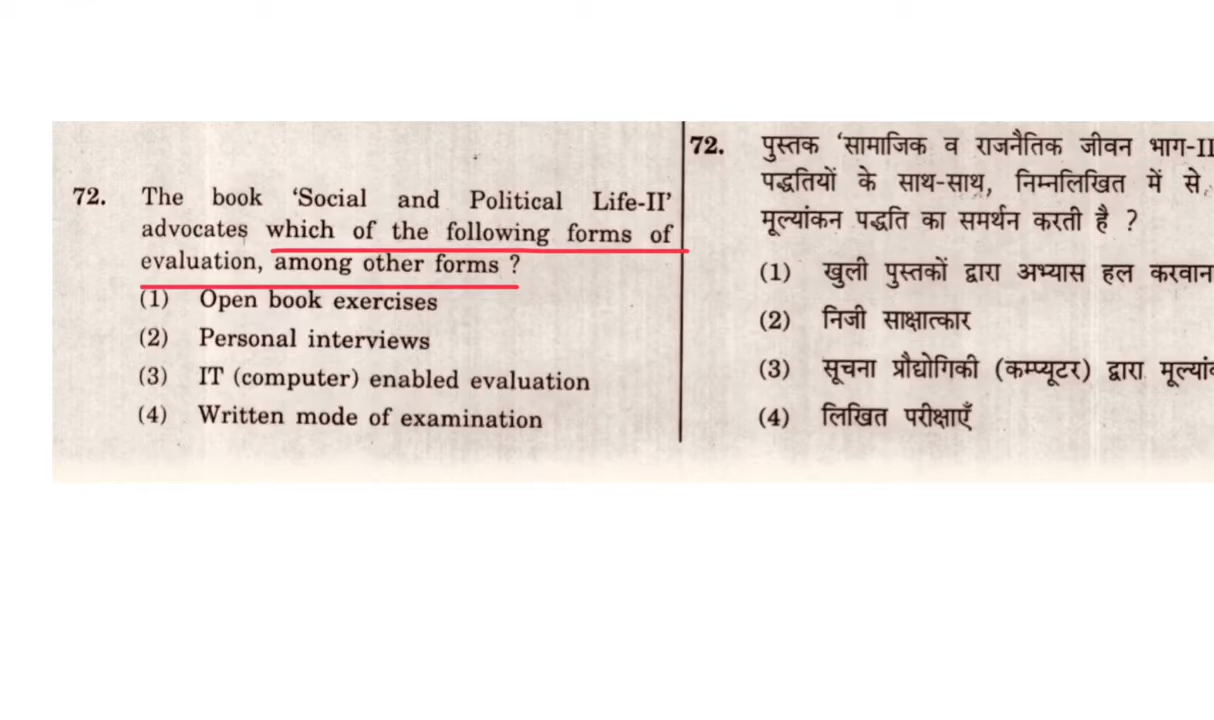 72. The book ‘Social and Political Life-II’
advocates which of the following forms of
evaluation, among other forms ?
(1) Open book exercises
(2) Personal interviews
(3) IT (computer) enabled evaluation
(4) Written mode of examination
72. पुस्तक ‘सामाजिक व राजनैतिक जीवन भाग-II
पद्धतियों के साथ-साथ, निम्नलिखित में से
मूल्यांकन पद्धति का समर्थन करती है ?
(1) खुली पुस्तकों द्वारा अभ्यास हल
(2) निजी साक्षात्कार
(3) सूचना प्रौद्योगिकी (कम्प्यूटर) द्वारा
(4) लिखित परीक्षाएँ